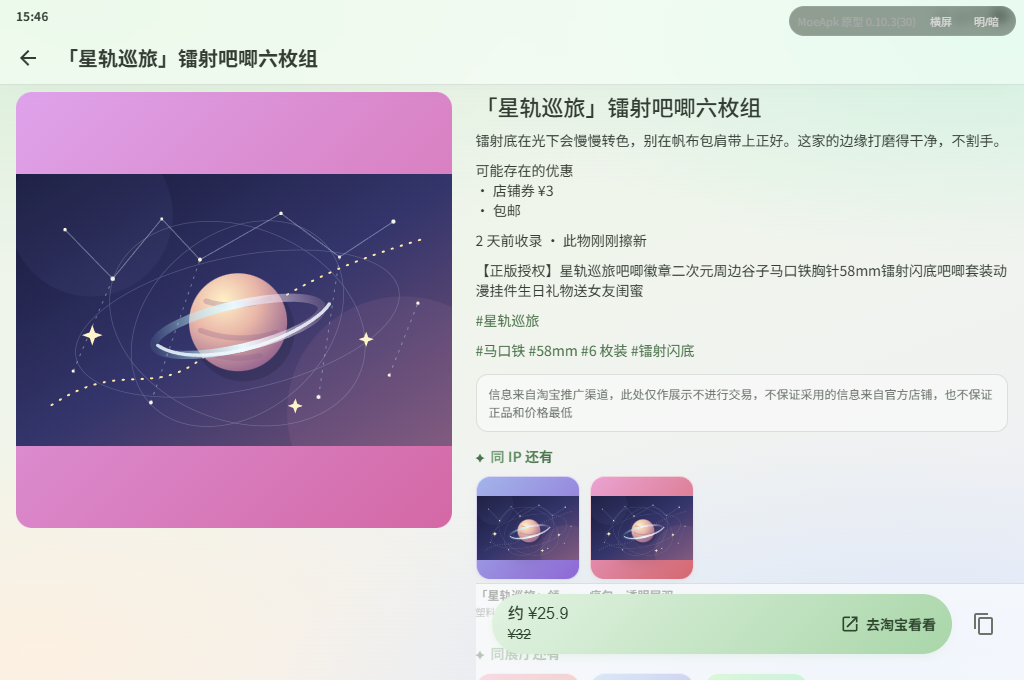 15:46
MoeApk 原型 0.10.3(30) 横屏 明/暗
「星轨巡旅」镭射吧唧六枚组
「星轨巡旅」镭射吧唧六枚组
镭射底在光下会慢慢转色，别在帆布包肩带上正好。这家的边缘打磨得干净，不割手。
可能存在的优惠
・ 店铺券 ¥3
・ 包邮
2 天前收录 ・ 此物刚刚擦新
【正版授权】星轨巡旅吧唧徽章二次元周边谷子马口铁胸针58mm镭射闪底吧唧套装动
漫挂件生日礼物送女友闺蜜
#星轨巡旅
#马口铁 #58mm #6 枚装 #镭射闪底
信息来自淘宝推广渠道，此处仅作展示不进行交易，不保证采用的信息来自官方店铺，也不保证
正品和价格最低
同 IP 还有
「星轨巡旅」
塑料
约 ¥25.9
¥32
去淘宝看看
同展厅还有